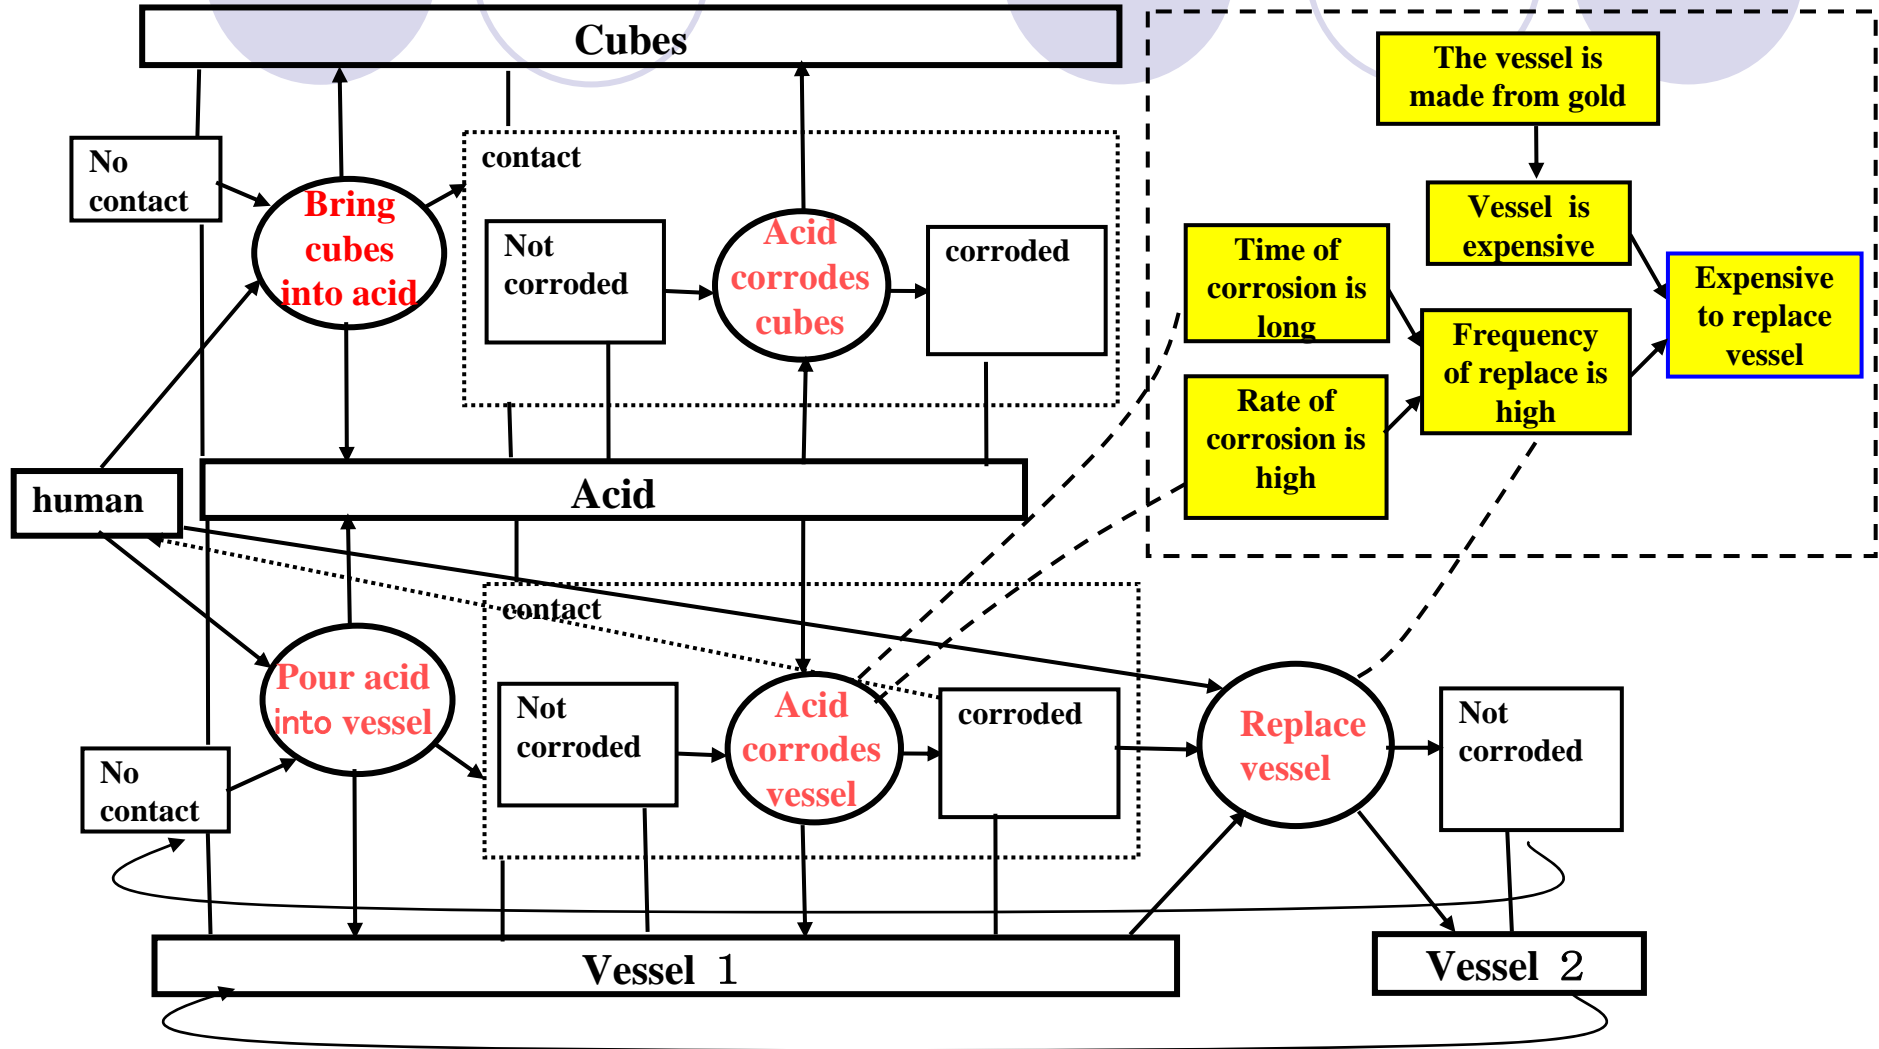 Cubes
The vessel is
made from gold
No
contact
contact
Bring
cubes
into acid
Not
corroded
Acid
corrodes
cubes
corroded
Vessel is
expensive
Time of
corrosion is
long
Expensive
to replace
vessel
Frequency
of replace is
high
Rate of
corrosion is
high
human
Acid
contact
Pour acid
into vessel
No
contact
Not
corroded
Acid
corrodes
vessel
corroded
Replace
vessel
Not
corroded
Vessel 1
Vessel 2